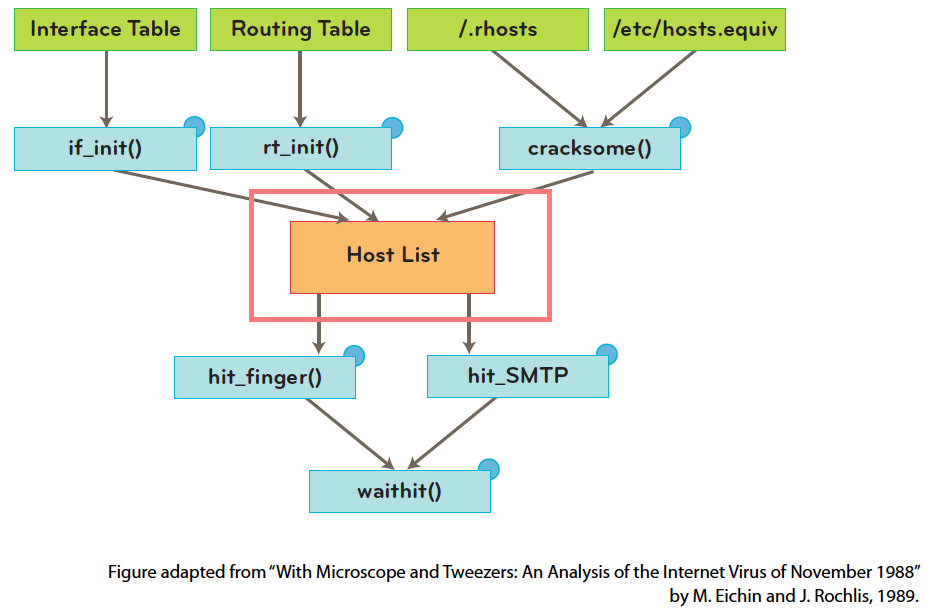 Interface Table
Routing Table
/.rhosts
/etc/hosts.equiv
if_init()
rt_init()
cracksome()
Host List
hit_finger()
hit_SMTP
waithit()
Figure adapted from “With Microscope and Tweezers: An Analysis of the Internet Virus of November 1988”
by M. Eichin and J. Rochlis, 1989.